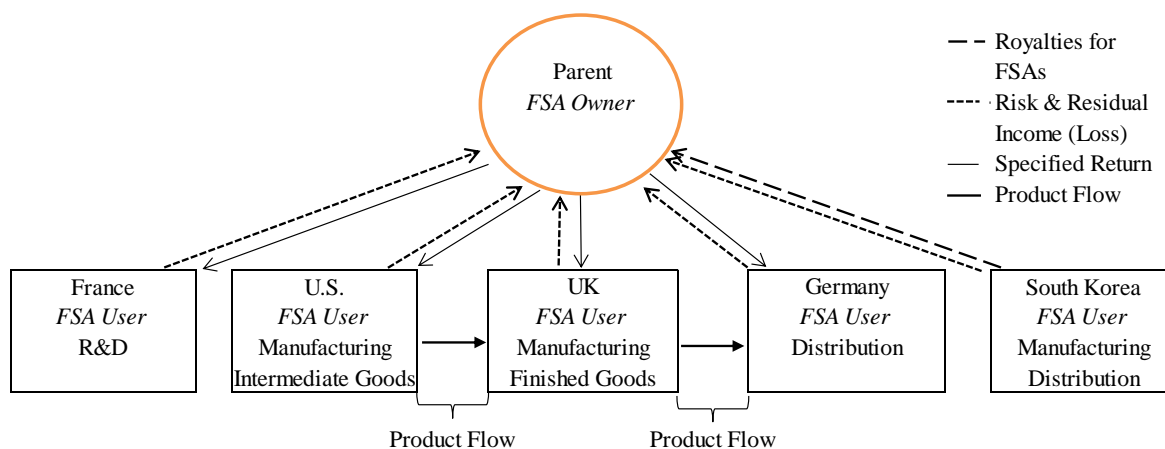 Parent
FSA Owner
Royalties for
FSAs
Risk & Residual
Income (Loss)
Specified Return
Product Flow
France
FSA User
R&D
U.S.
FSA User
Manufacturing
Intermediate Goods
UK
FSA User
Manufacturing
Finished Goods
Germany
FSA User
Distribution
South Korea
FSA User
Manufacturing
Distribution
Product Flow
Product Flow